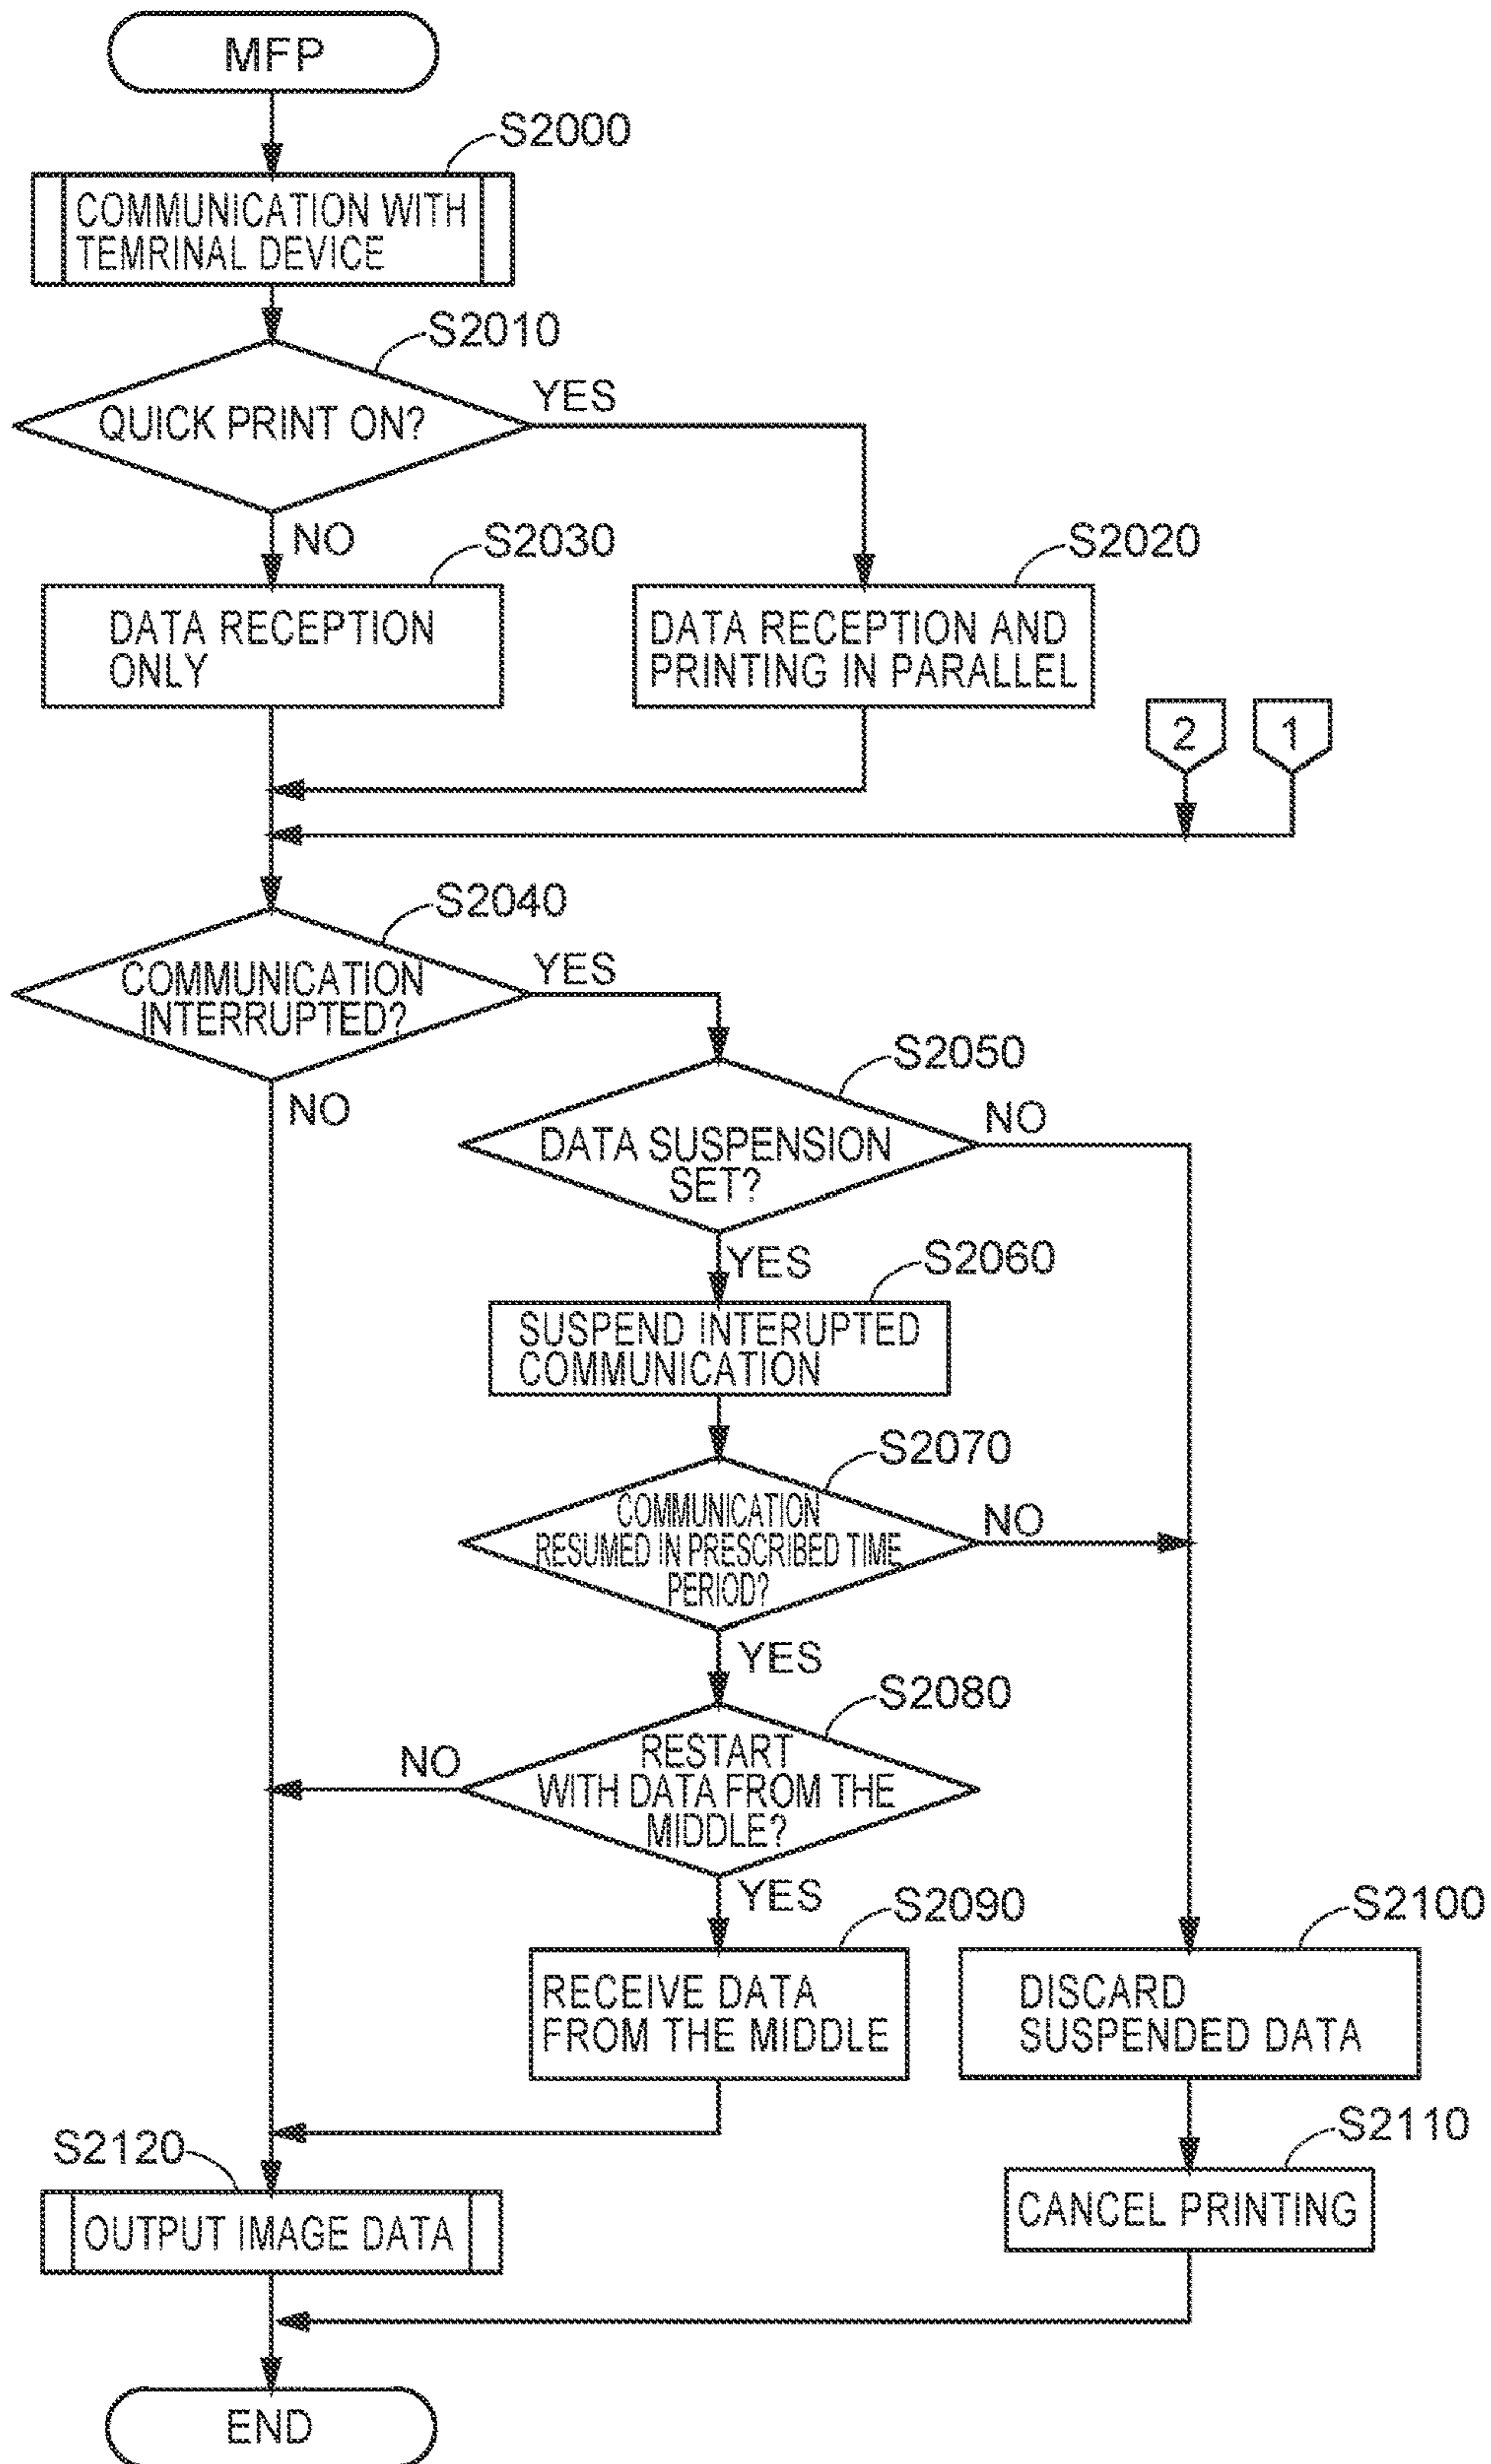 MFP
S2000
COMMUNICATION WITH
TEMRINAL DEVICE
S2010
QUICK PRINT ON?
YES
NO
S2030
S2020
DATA RECEPTION
ONLY
DATA RECEPTION AND
PRINTING IN PARALLEL
2
1
S2040
COMMUNICATION
INTERRUPTED?
YES
NO
S2050
DATA SUSPENSION
SET?
NO
YES
S2060
SUSPEND INTERUPTED
COMMUNICATION
S2070
COMMUNICATION
RESUMED IN PRESCRIBED TIME
PERIOD?
NO
YES
S2080
RESTART
WITH DATA FROM THE
MIDDLE?
NO
YES
S2090
RECEIVE DATA
FROM THE MIDDLE
S2100
DISCARD
SUSPENDED DATA
S2110
CANCEL PRINTING
S2120
OUTPUT IMAGE DATA
END